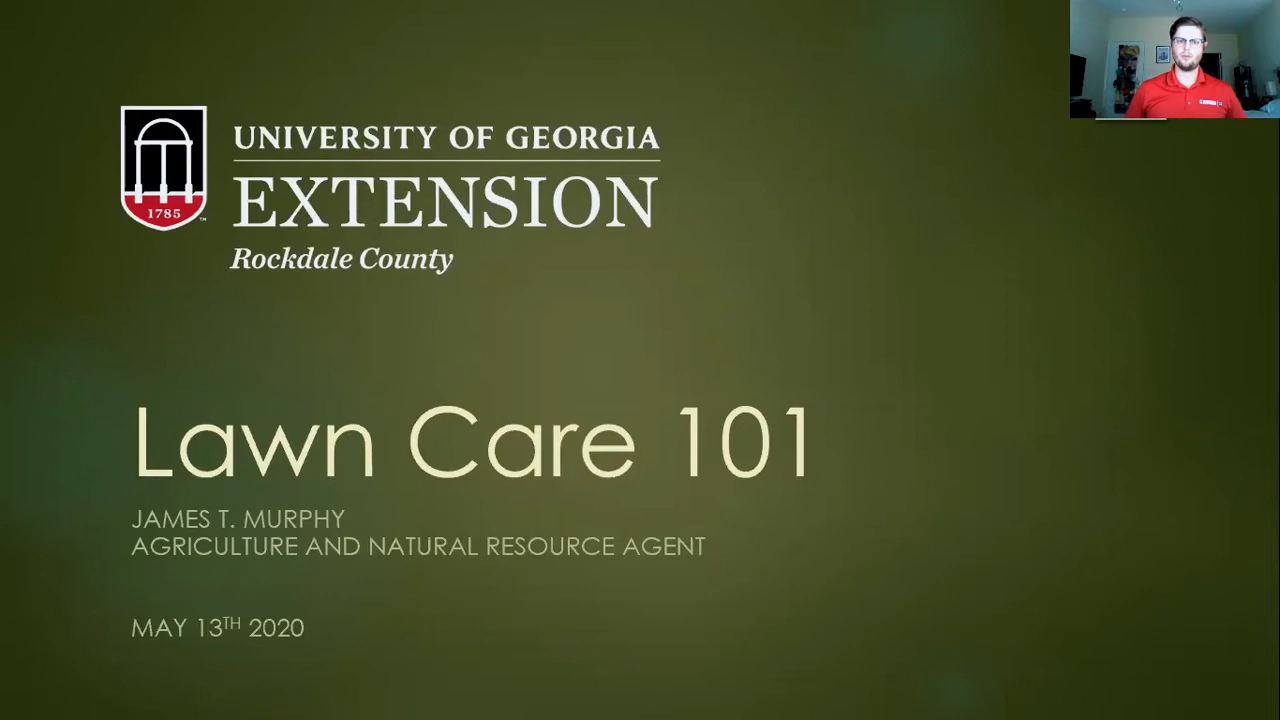 UNIVERSITY OF GEORGIA
EXTENSION
Rockdale County
1785
TM
Lawn Care 101
JAMES T. MURPHY
AGRICULTURE AND NATURAL RESOURCE AGENT
MAY 13TH 2020